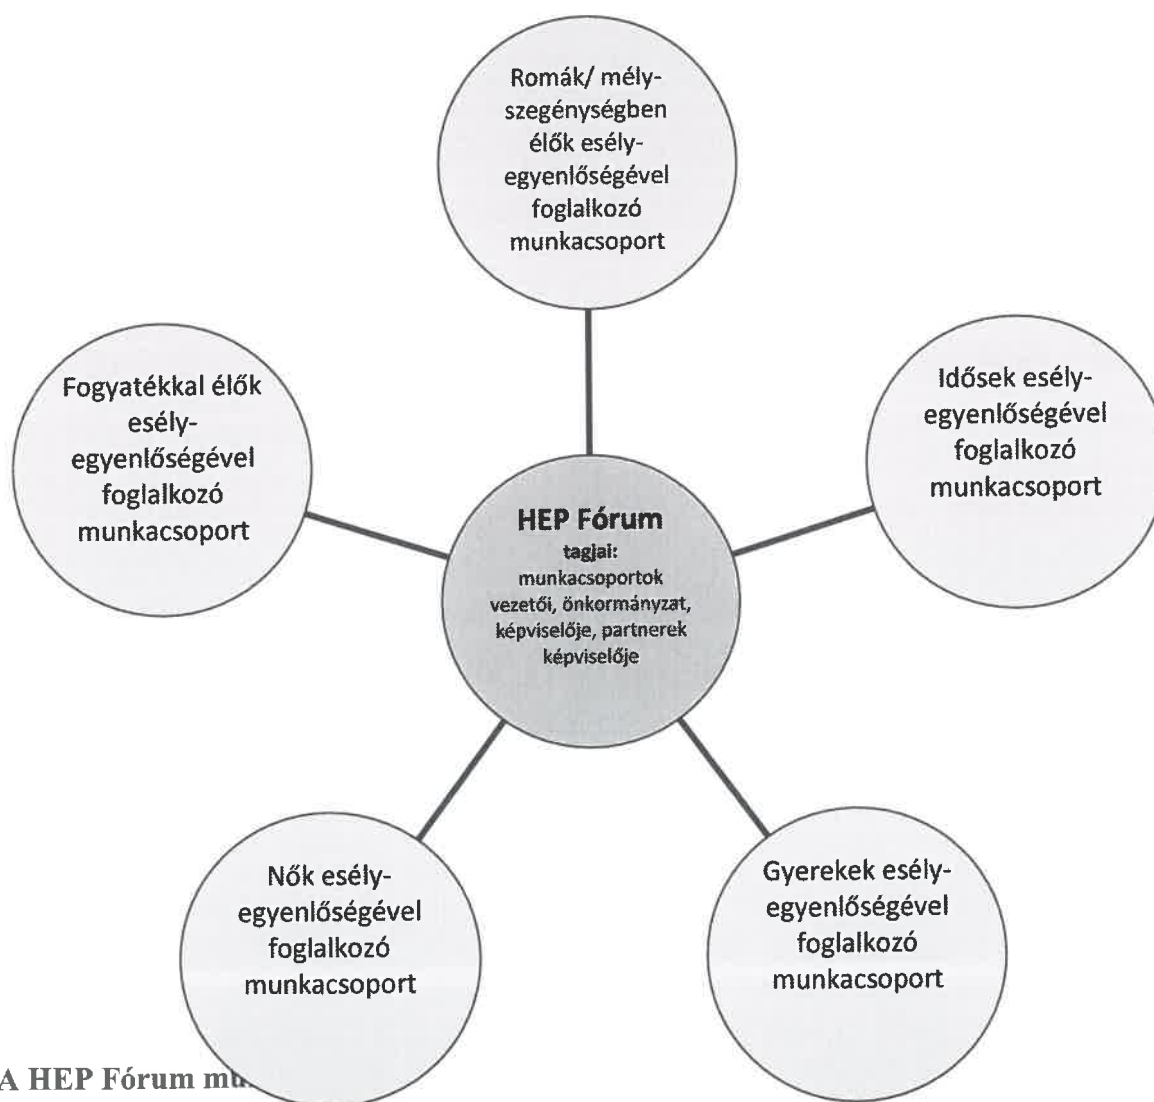 Romák/ mély-
szegénységben
élők esély-
egyenlőségével
foglalkozó
munkacsoport
Fogyatékkal élők
esély-
egyenlőségével
foglalkozó
munkacsoport
Idősek esély-
egyenlőségével
foglalkozó
munkacsoport
HEP Fórum
tagjai:
munkacsoportok
vezetői, önkormányzat,
képviselője, partnerek
képviselője
Nők esély-
egyenlőségével
foglalkozó
munkacsoport
Gyerekek esély-
egyenlőségével
foglalkozó
munkacsoport
A HEP Fórum